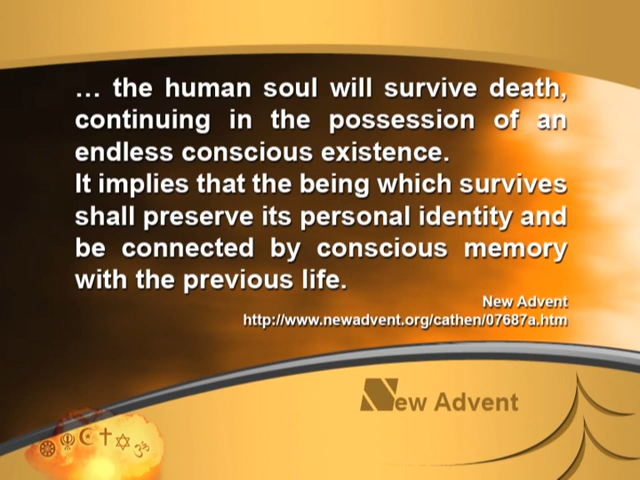 … the human soul will survive death,
continuing in the possession of an
endless conscious existence.
It implies that the being which survives
shall preserve its personal identity and
be connected by conscious memory
with the previous life.
New Advent
http://www.newadvent.org/cathen/07687a.htm
New Advent